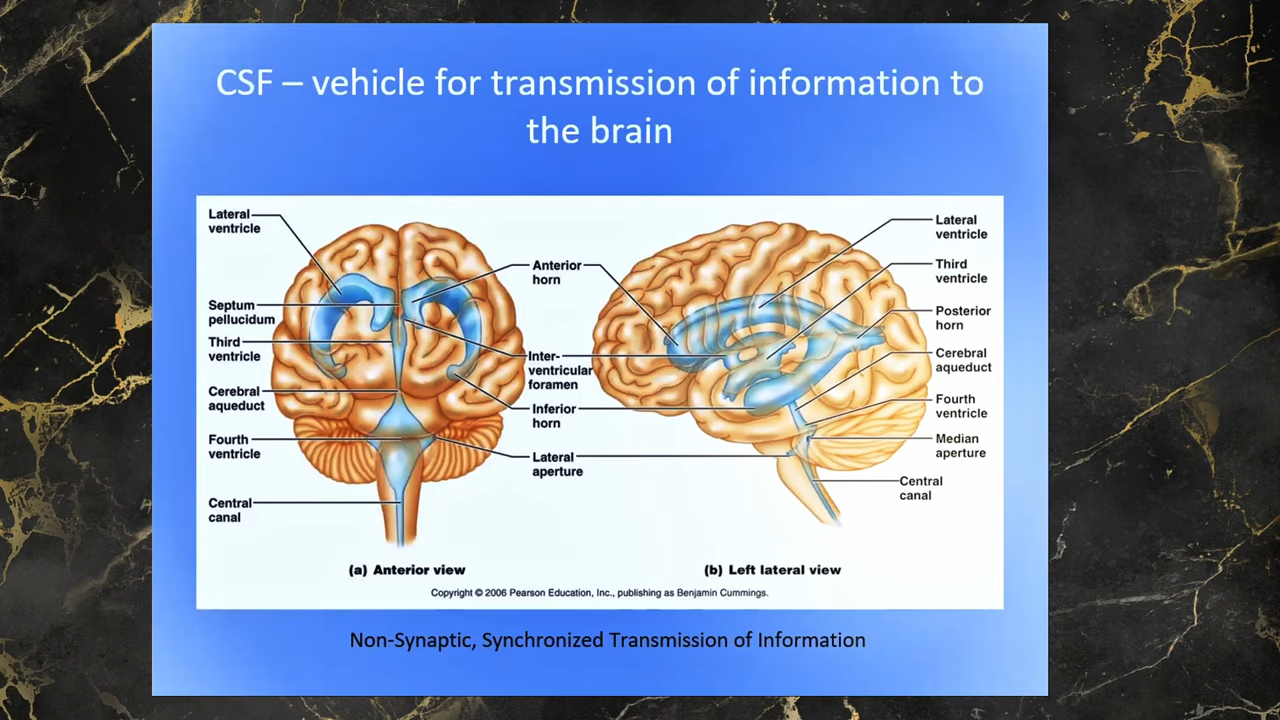 CSF – vehicle for transmission of information to
the brain
Lateral
ventricle
Septum
pellucidum
Third
ventricle
Cerebral
aqueduct
Fourth
ventricle
Central
canal
Anterior
horn
Inter-
ventricular
foramen
Inferior
horn
Lateral
aperture
Lateral
ventricle
Third
ventricle
Posterior
horn
Cerebral
aqueduct
Fourth
ventricle
Median
aperture
Central
canal
(a) Anterior view
(b) Left lateral view
Copyright © 2006 Pearson Education, Inc., publishing as Benjamin Cummings.
Non-Synaptic, Synchronized Transmission of Information